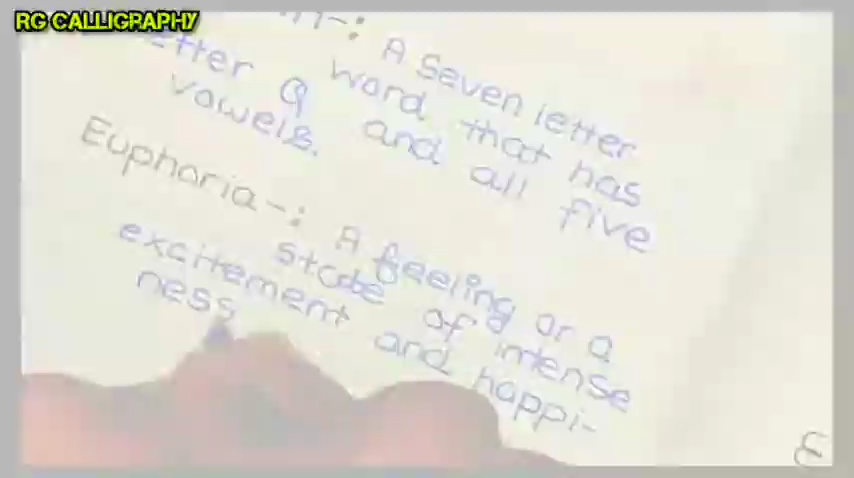 RG CALLIGRAPHY
-: A Seven letter
word that has
letter Q and all five
vowels.
Euphoria-: A feeling or a
state of intense
excitement and happi-
ness